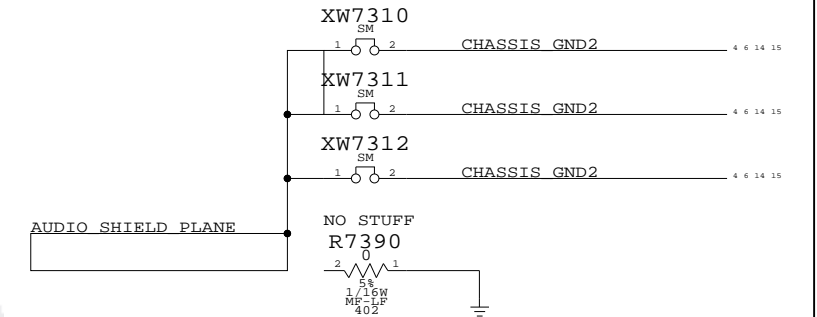 XW7310
SM
1 2 CHASSIS GND2 4 6 14 15
XW7311
SM
1 2 CHASSIS GND2 4 6 14 15
XW7312
SM
1 2 CHASSIS GND2 4 6 14 15
AUDIO SHIELD PLANE
NO STUFF
R7390
0
2 1
5%
1/16W
MF-LF
402